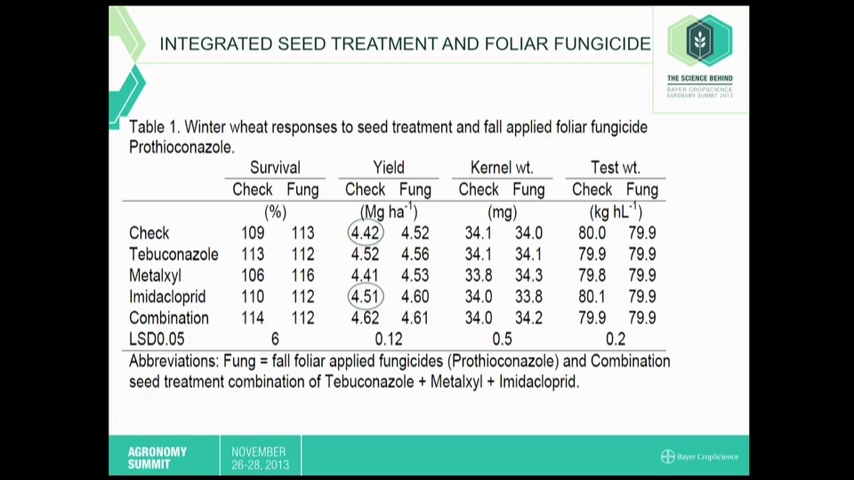 INTEGRATED SEED TREATMENT AND FOLIAR FUNGICIDE
THE SCIENCE BEHIND
BAYER CROPSCIENCE
AGRONOMY SUMMIT 2013
Table 1. Winter wheat responses to seed treatment and fall applied foliar fungicide
Prothioconazole.
Survival Yield Kernel wt. Test wt.
Check Fung Check Fung Check Fung Check Fung
(%) (Mg ha-1) (mg) (kg hL-1)
Check 109 113 4.42 4.52 34.1 34.0 80.0 79.9
Tebuconazole 113 112 4.52 4.56 34.1 34.1 79.9 79.9
Metalxyl 106 116 4.41 4.53 33.8 34.3 79.8 79.9
Imidacloprid 110 112 4.51 4.60 34.0 33.8 80.1 79.9
Combination 114 112 4.62 4.61 34.0 34.2 79.9 79.9
LSD0.05 6 0.12 0.5 0.2
Abbreviations: Fung = fall foliar applied fungicides (Prothioconazole) and Combination
seed treatment combination of Tebuconazole + Metalxyl + Imidacloprid.
AGRONOMY
SUMMIT
NOVEMBER
26-28, 2013
Bayer CropScience